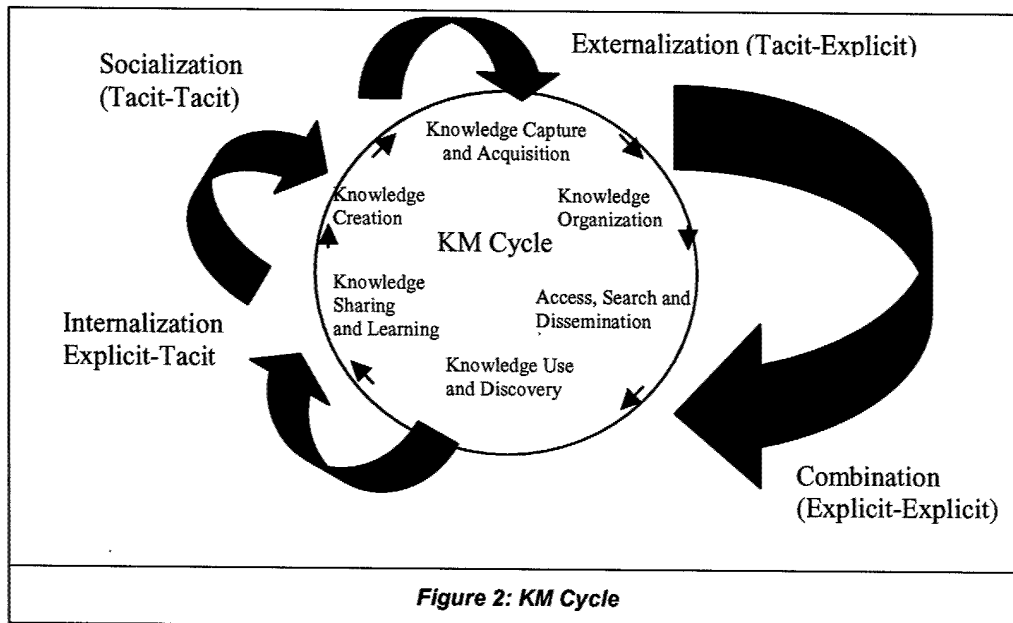 Externalization (Tacit-Explicit)
Socialization
(Tacit-Tacit)
Knowledge Capture
and Acquisition
Knowledge
Creation
Knowledge
Organization
KM Cycle
Knowledge
Sharing
and Learning
Access, Search and
Dissemination
Internalization
Explicit-Tacit
Knowledge Use
and Discovery
Combination
(Explicit-Explicit)
Figure 2: KM Cycle